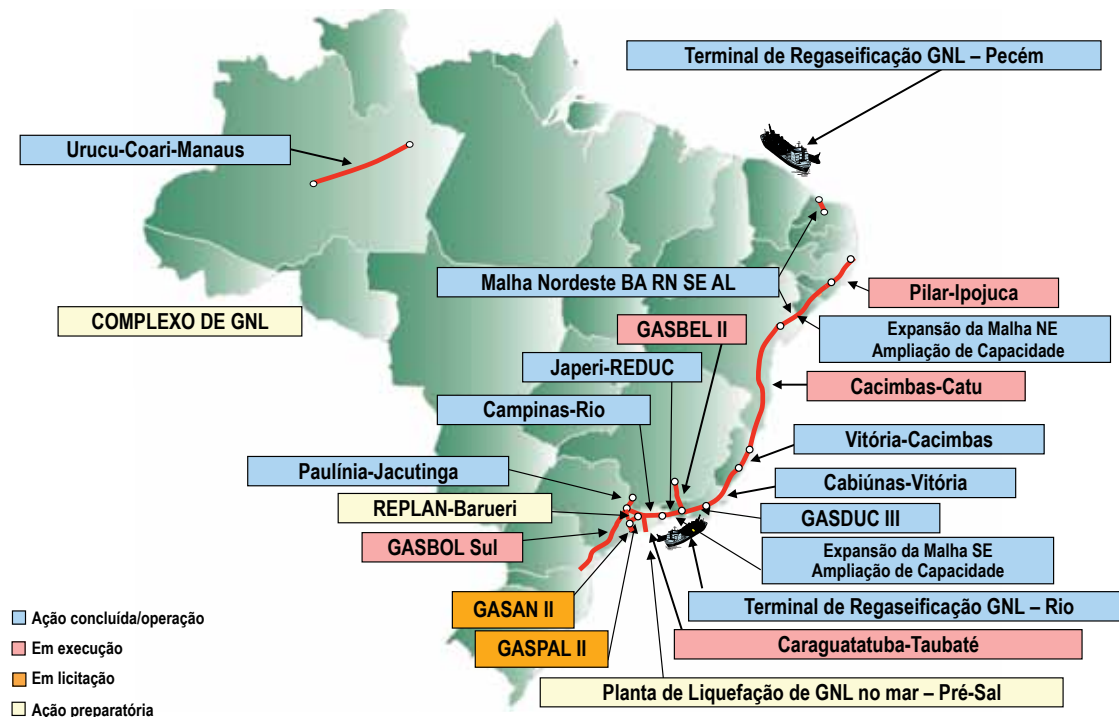 Terminal de Regaseificação GNL – Pecém
Urucu-Coari-Manaus
Malha Nordeste BA RN SE AL
Pilar-Ipojuca
COMPLEXO DE GNL
GASBEL II
Expansão da Malha NE
Ampliação de Capacidade
Japeri-REDUC
Cacimbas-Catu
Campinas-Rio
Vitória-Cacimbas
Paulínia-Jacutinga
Cabiúnas-Vitória
REPLAN-Barueri
GASDUC III
GASBOL Sul
Expansão da Malha SE
Ampliação de Capacidade
GASAN II
Terminal de Regaseificação GNL – Rio
GASPAL II
Caraguatatuba-Taubaté
Planta de Liquefação de GNL no mar – Pré-Sal
Ação concluída/operação
Em execução
Em licitação
Ação preparatória